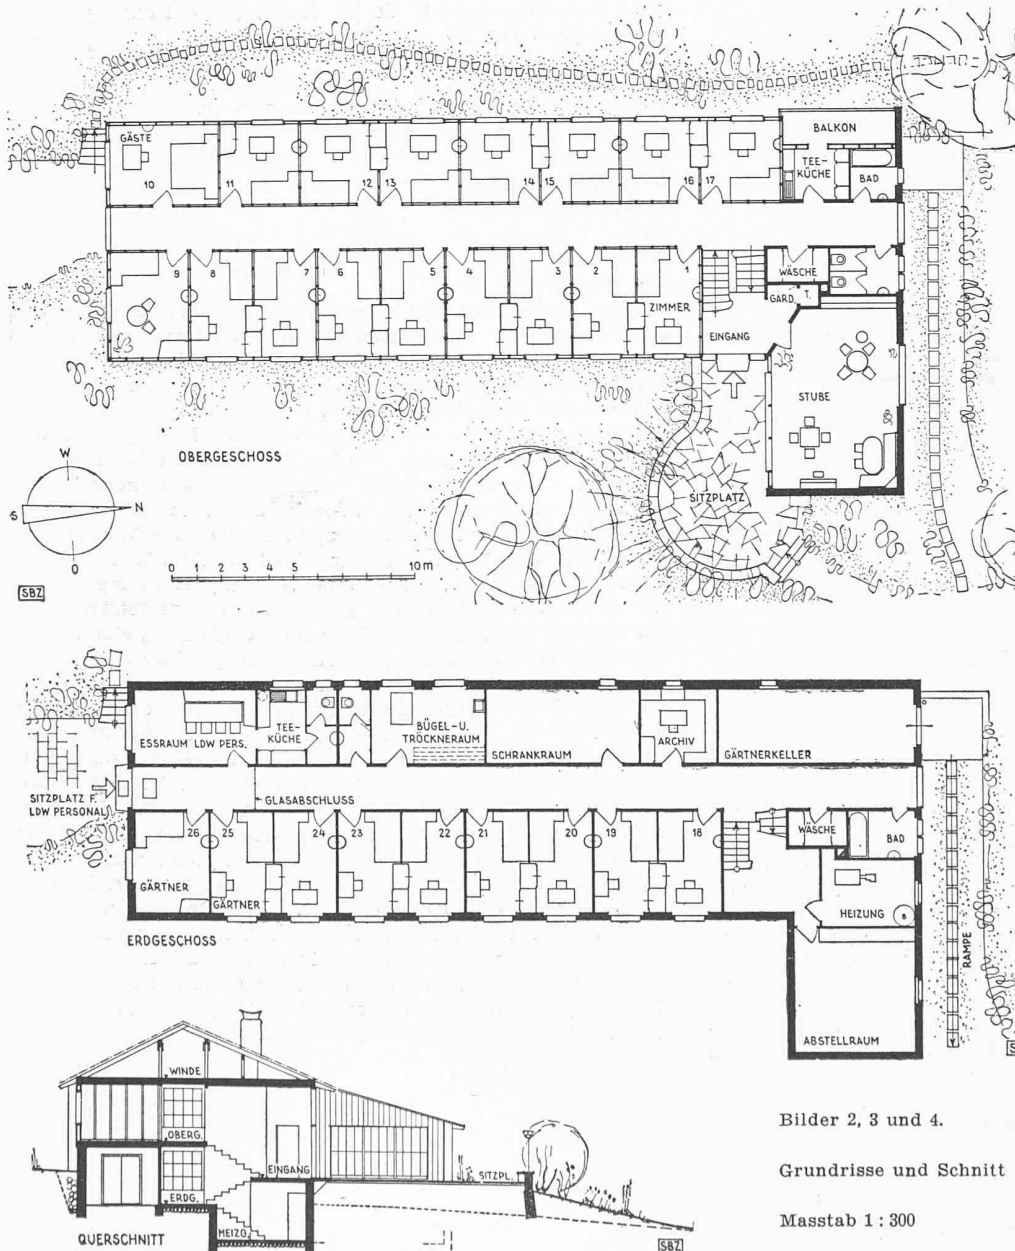 BALKON
GÄSTE
TEE-
KÜCHE
BAD
10 11 12 13 14 15 16 17
9 8 7 6 5 4 3 2 1
WÄSCHE
GARD. T.
ZIMMER
EINGANG
STUBE
OBERGESCHOSS
SITZPLATZ
W
S
N
O
0 1 2 3 4 5 10 m
SBZ
ESSRAUM LDW PERS.
TEE-
KÜCHE
BÜGEL-U.
TRÖCKNERAUM
SCHRANKRAUM
ARCHIV
GÄRTNERKELLER
SITZPLATZ F.
LDW PERSONAL
GLASABSCHLUSS
26 25 24 23 22 21 20 19 18
WÄSCHE
BAD
GÄRTNER
GÄRTNER
HEIZUNG
B
ERDGESCHOSS
RAMPE
ABSTELLRAUM
WINDE
OBERG.
EINGANG
SITZPL.
ERDG.
HEIZG.
QUERSCHNITT
SBZ
Bilder 2, 3 und 4.
Grundrisse und Schnitt
Masstab 1 : 300